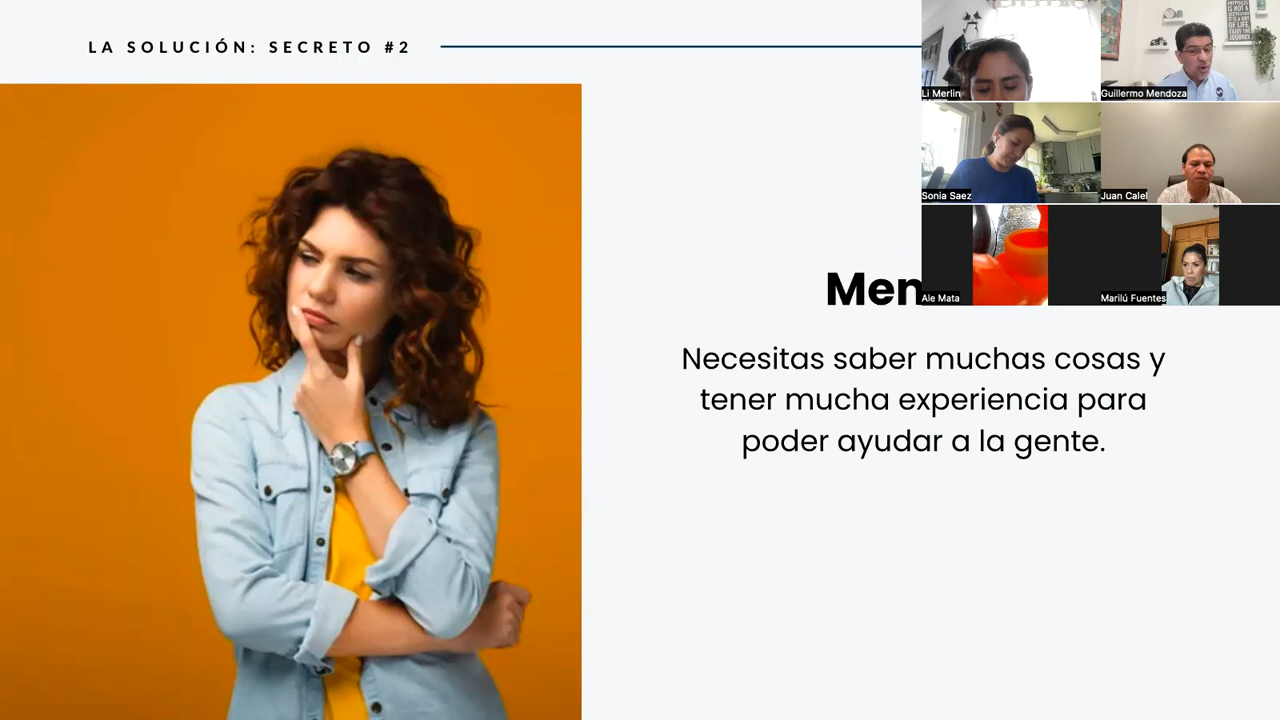 LA SOLUCIÓN: SECRETO #2
Li Merlin
Guillermo Mendoza
Sonia Saez
Juan Calel
Ale Mata
Marilú Fuentes
Men
Necesitas saber muchas cosas y
tener mucha experiencia para
poder ayudar a la gente.